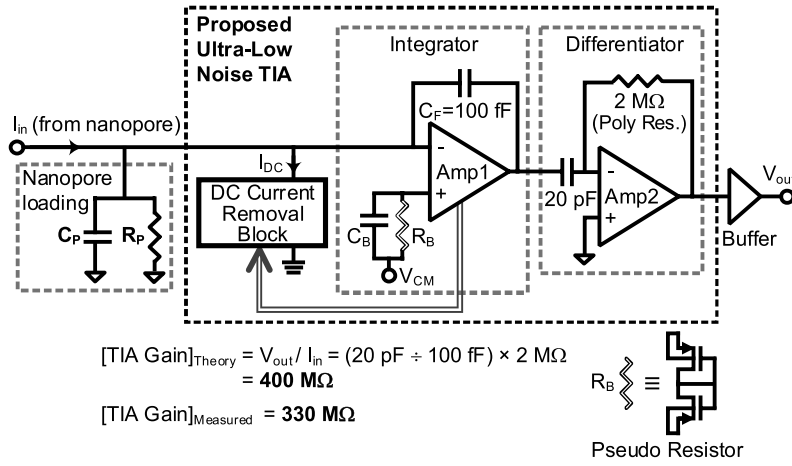 Proposed
Ultra-Low
Noise TIA
Integrator
Differentiator
I_in (from nanopore)
C_F=100 fF
2 MΩ
(Poly Res.)
Nanopore
loading
C_P
R_P
I_DC
DC Current
Removal
Block
-
+
Amp1
C_B
R_B
V_CM
20 pF
-
+
Amp2
V_out
Buffer
[TIA Gain]_Theory = V_out / I_in = (20 pF ÷ 100 fF) × 2 MΩ
= 400 MΩ
[TIA Gain]_Measured = 330 MΩ
R_B ≡
Pseudo Resistor